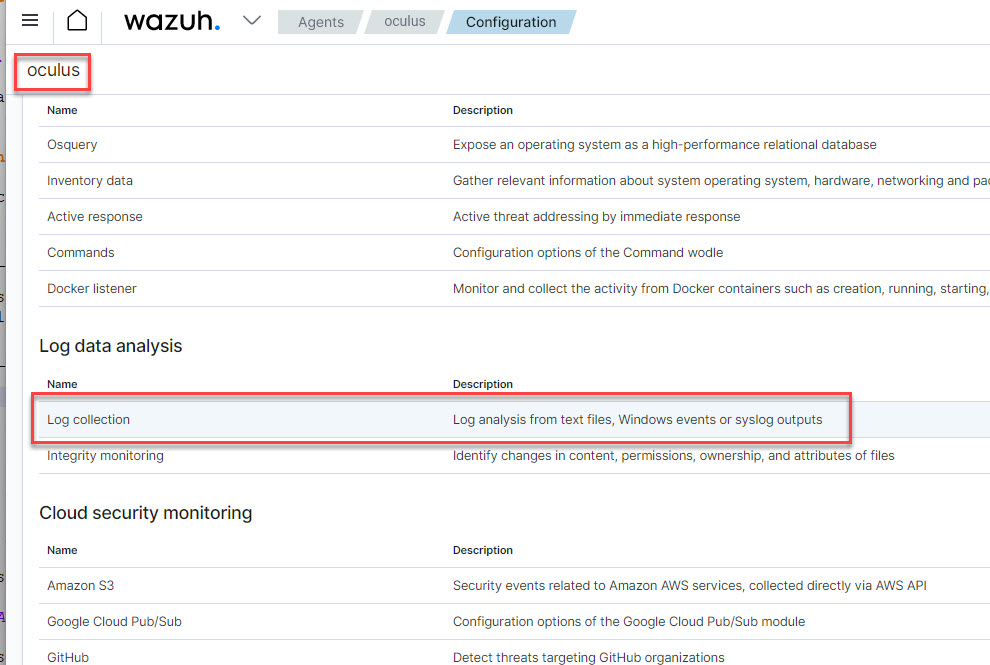 wazuh. Agents oculus Configuration
oculus
Name Description
Osquery Expose an operating system as a high-performance relational database
Inventory data Gather relevant information about system operating system, hardware, networking and
Active response Active threat addressing by immediate response
Commands Configuration options of the Command wodle
Docker listener Monitor and collect the activity from Docker containers such as creation, running, starting,
Log data analysis
Name Description
Log collection Log analysis from text files, Windows events or syslog outputs
Integrity monitoring Identify changes in content, permissions, ownership, and attributes of files
Cloud security monitoring
Name Description
Amazon S3 Security events related to Amazon AWS services, collected directly via AWS API
Google Cloud Pub/Sub Configuration options of the Google Cloud Pub/Sub module
GitHub Detect threats targeting GitHub organizations